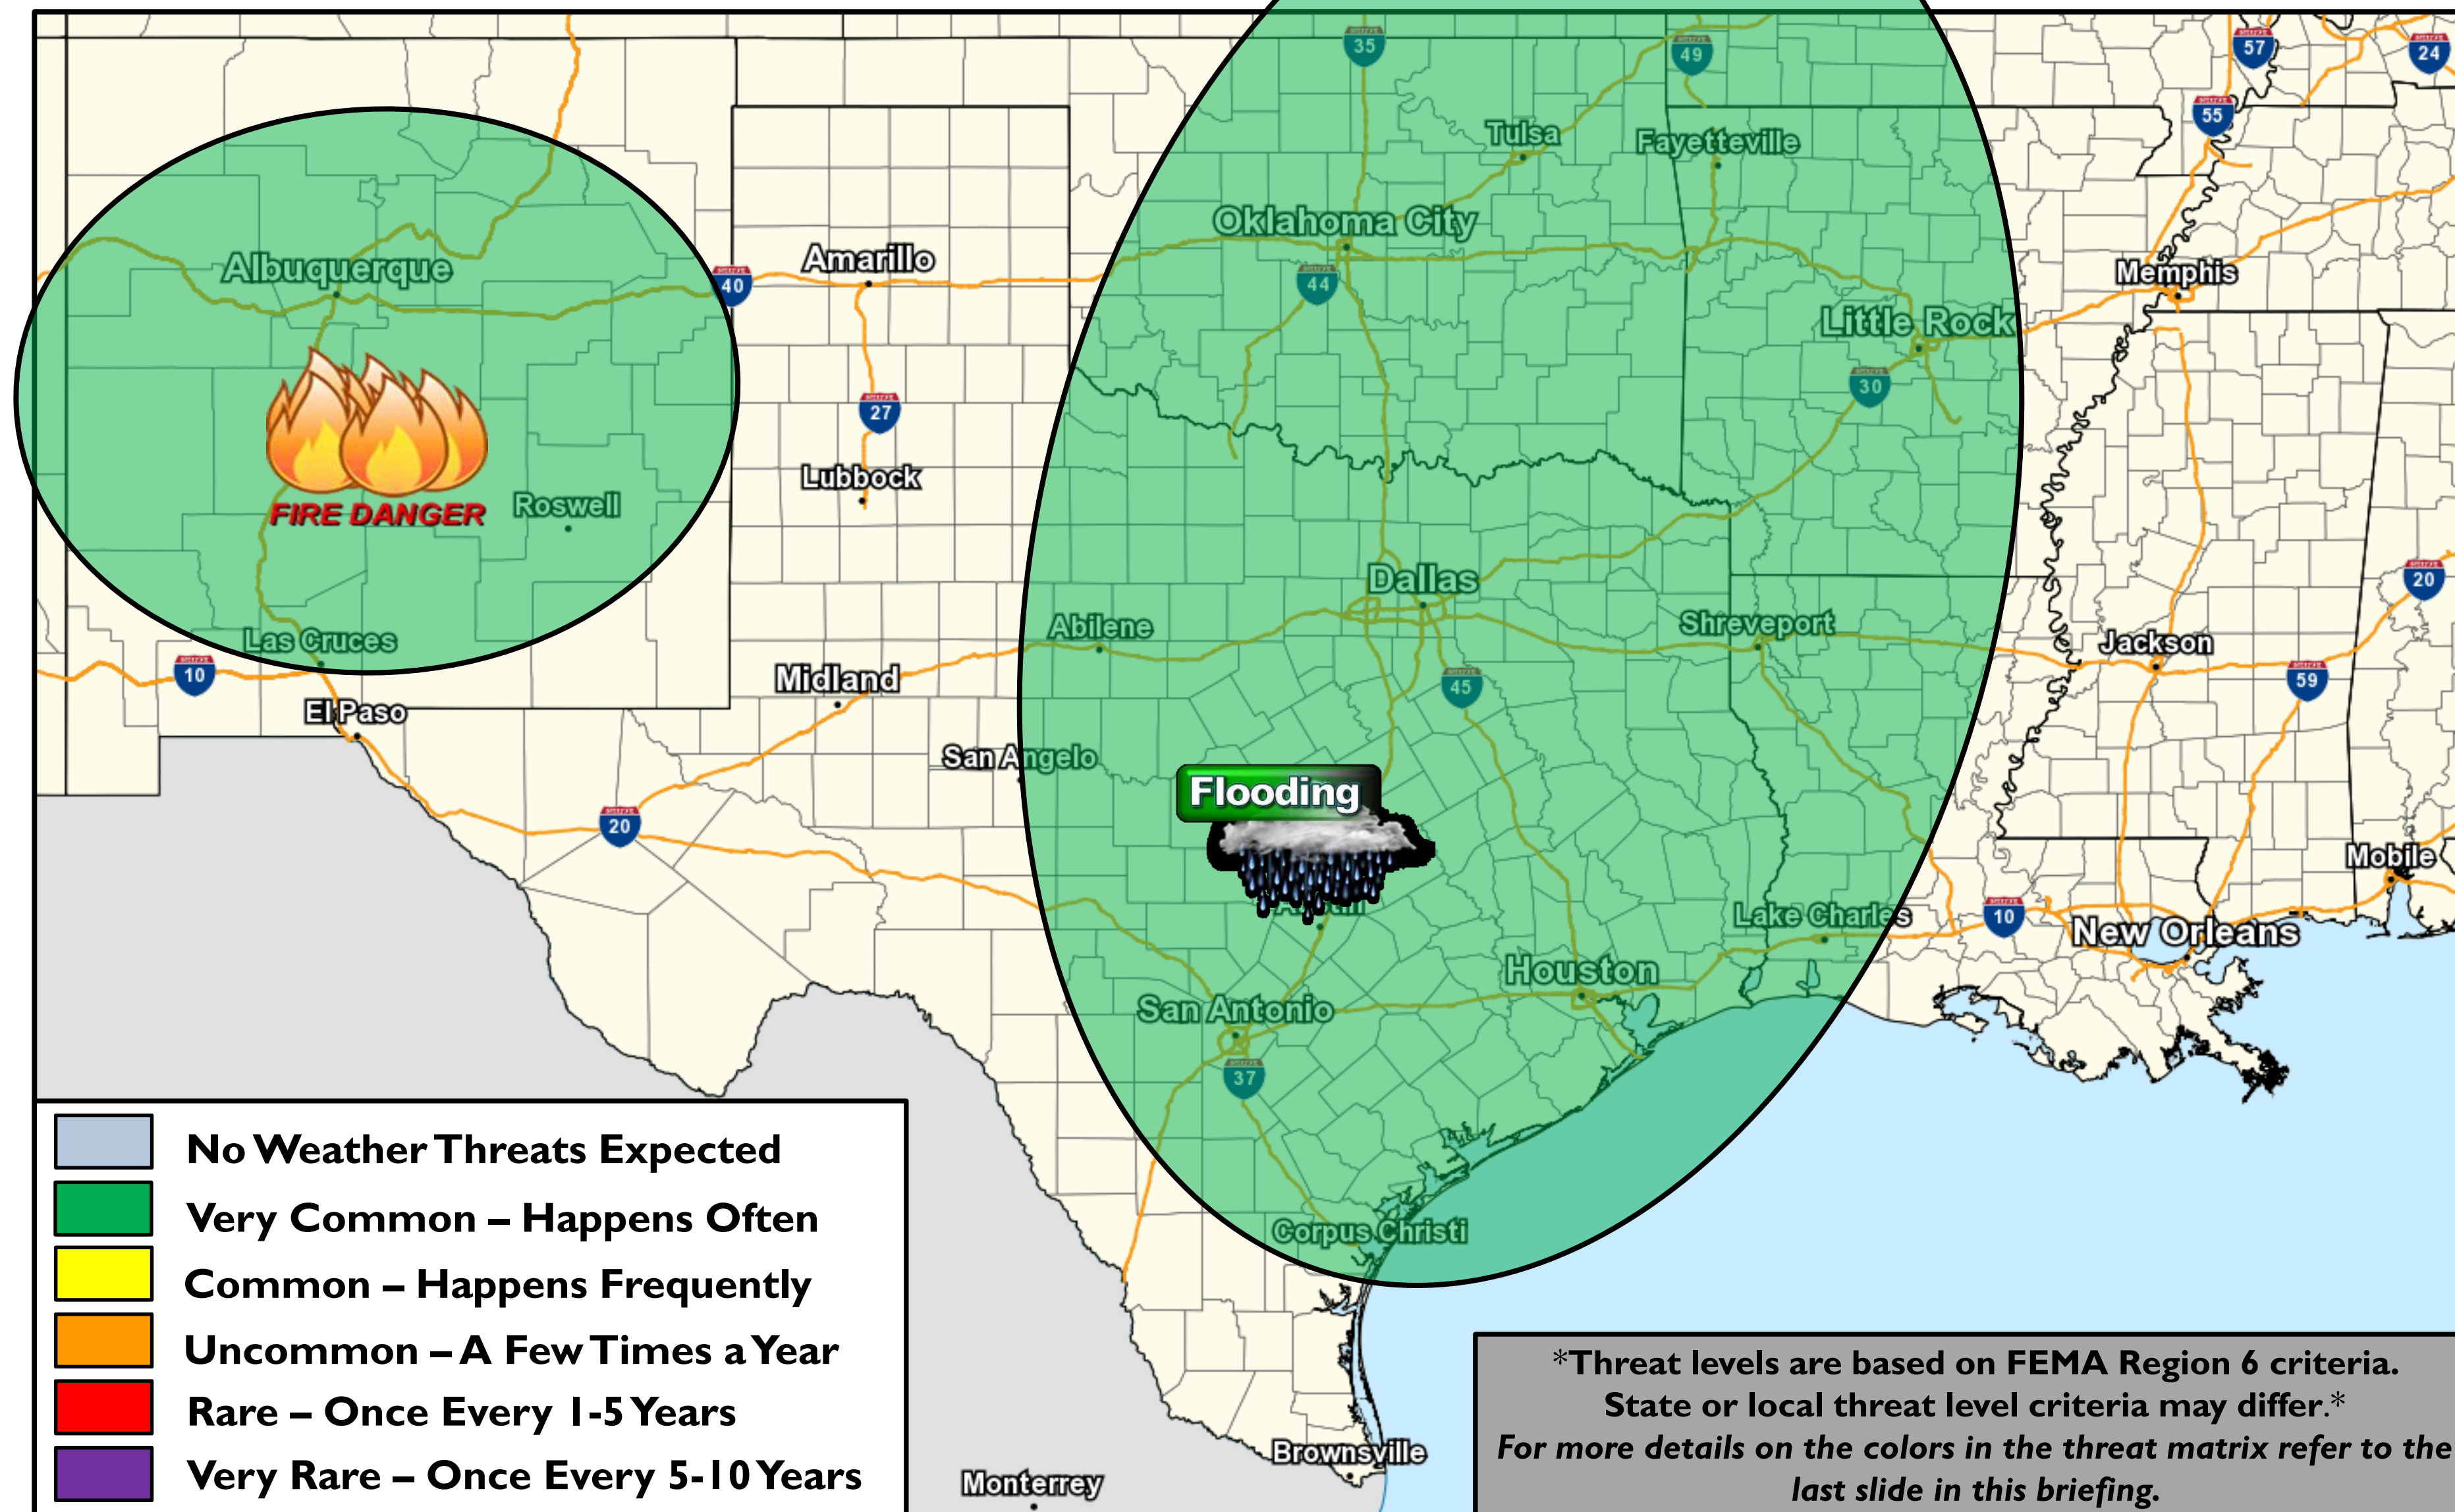 35
49
57
24
55
Tulsa
Fayetteville
Oklahoma City
Albuquerque
Amarillo
Memphis
40
44
Little Rock
30
27
Lubbock
Roswell
FIRE DANGER
Dallas
20
Abilene
Shreveport
Las Cruces
Jackson
10
Midland
45
59
El Paso
San Angelo
Flooding
20
Mobile
Lake Charles
10
New Orleans
Houston
San Antonio
37
Corpus Christi
Brownsville
Monterrey
No Weather Threats Expected
Very Common – Happens Often
Common – Happens Frequently
Uncommon – A Few Times a Year
Rare – Once Every 1-5 Years
Very Rare – Once Every 5-10 Years
*Threat levels are based on FEMA Region 6 criteria.
State or local threat level criteria may differ.*
For more details on the colors in the threat matrix refer to the
last slide in this briefing.